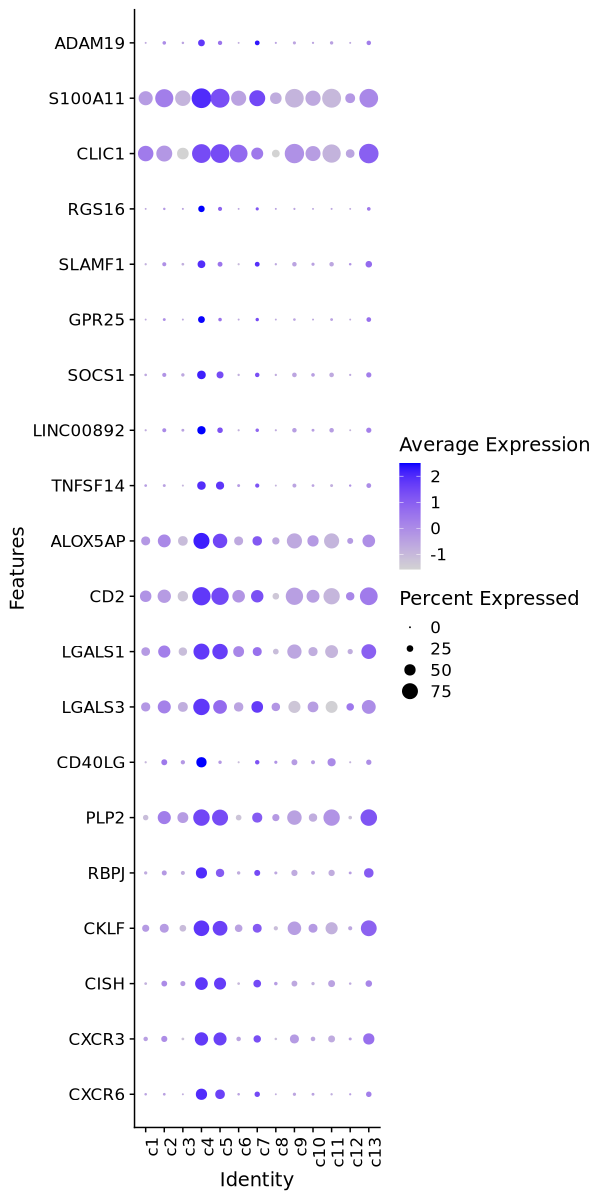 ADAM19
S100A11
CLIC1
RGS16
SLAMF1
GPR25
SOCS1
LINC00892
TNFSF14
ALOX5AP
CD2
LGALS1
LGALS3
CD40LG
PLP2
RBPJ
CKLF
CISH
CXCR3
CXCR6
Features
c1 c2 c3 c4 c5 c6 c7 c8 c9 c10 c11 c12 c13
Identity
Average Expression
2
1
0
-1
Percent Expressed
0
25
50
75